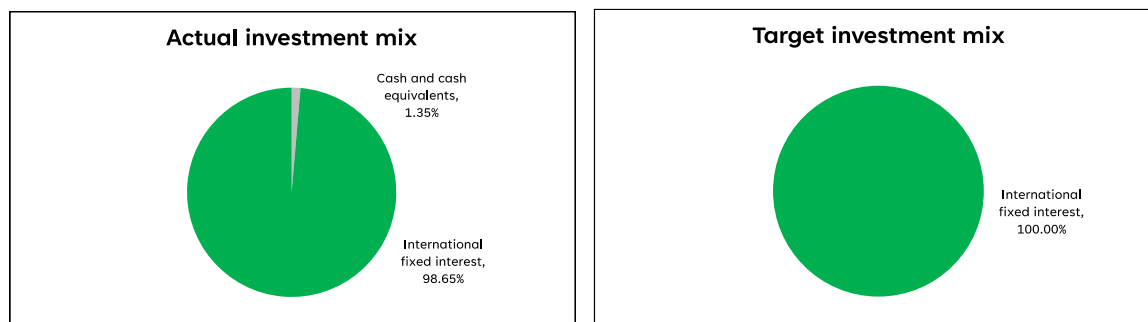 Actual investment mix
Cash and cash
equivalents,
1.35%
International
fixed interest,
98.65%
Target investment mix
International
fixed interest,
100.00%